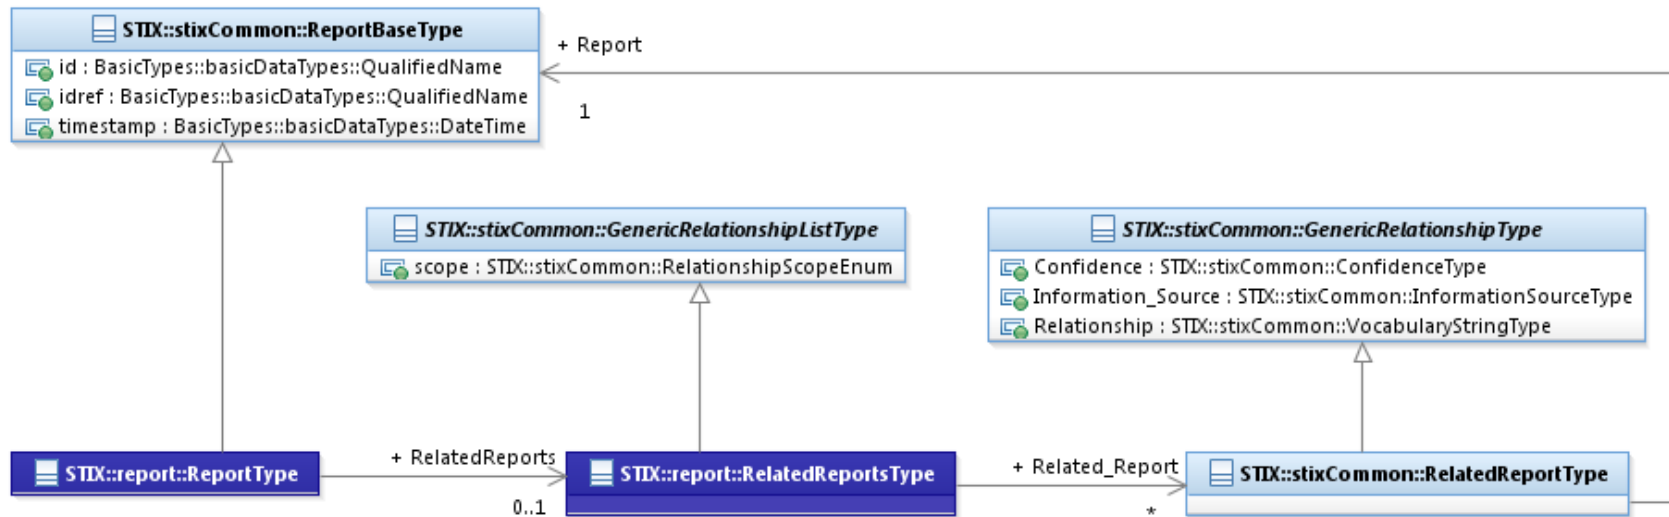 STIX::stixCommon::ReportBaseType
id : BasicTypes::basicDataTypes::QualifiedName
idref : BasicTypes::basicDataTypes::QualifiedName
timestamp : BasicTypes::basicDataTypes::DateTime
+ Report
1
STIX::stixCommon::GenericRelationshipListType
scope : STIX::stixCommon::RelationshipScopeEnum
STIX::stixCommon::GenericRelationshipType
Confidence : STIX::stixCommon::ConfidenceType
Information_Source : STIX::stixCommon::InformationSourceType
Relationship : STIX::stixCommon::VocabularyStringType
STIX::report::ReportType
+ RelatedReports
0..1
STIX::report::RelatedReportsType
+ Related_Report
*
STIX::stixCommon::RelatedReportType